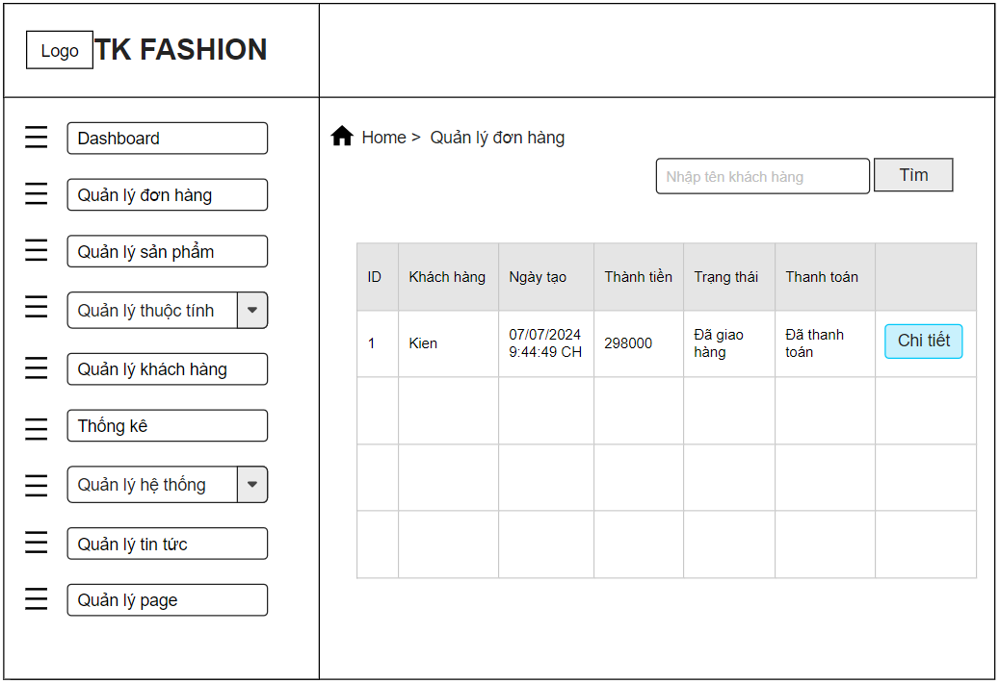 Logo
TK FASHION
Dashboard
Quản lý đơn hàng
Quản lý sản phẩm
Quản lý thuộc tính
Quản lý khách hàng
Thống kê
Quản lý hệ thống
Quản lý tin tức
Quản lý page
Home > Quản lý đơn hàng
Nhập tên khách hàng
Tìm
ID Khách hàng Ngày tạo Thành tiền Trạng thái Thanh toán
1 Kien 07/07/2024 9:44:49 CH 298000 Đã giao hàng Đã thanh toán Chi tiết